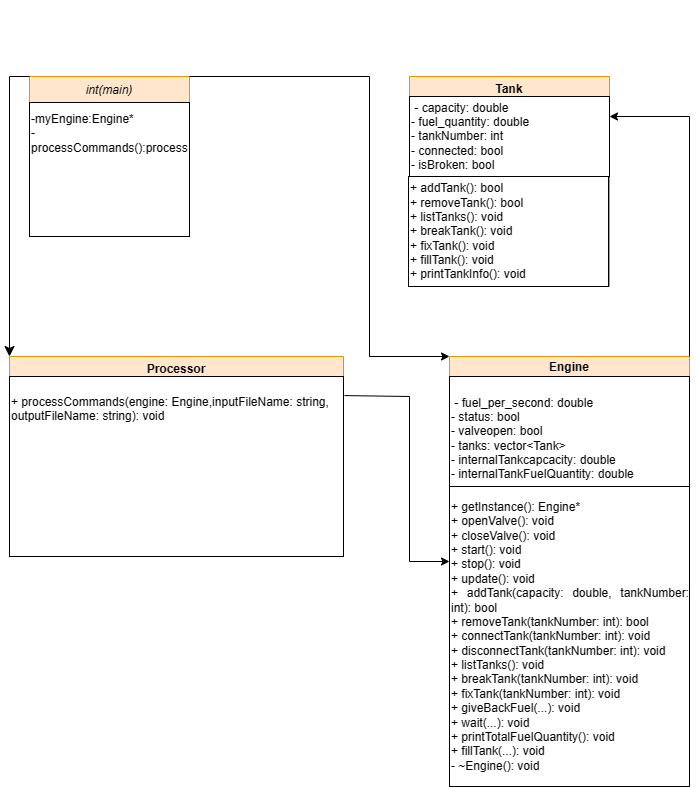 int(main)
-myEngine:Engine*
-
processCommands():process
Tank
- capacity: double
- fuel_quantity: double
- tankNumber: int
- connected: bool
- isBroken: bool
+ addTank(): bool
+ removeTank(): bool
+ listTanks(): void
+ breakTank(): void
+ fixTank(): void
+ fillTank(): void
+ printTankInfo(): void
Processor
+ processCommands(engine: Engine,inputFileName: string,
outputFileName: string): void
Engine
- fuel_per_second: double
- status: bool
- valveopen: bool
- tanks: vector<Tank>
- internalTankcapcacity: double
- internalTankFuelQuantity: double
+ getInstance(): Engine*
+ openValve(): void
+ closeValve(): void
+ start(): void
+ stop(): void
+ update(): void
+ addTank(capacity: double, tankNumber:
int): bool
+ removeTank(tankNumber: int): bool
+ connectTank(tankNumber: int): void
+ disconnectTank(tankNumber: int): void
+ listTanks(): void
+ breakTank(tankNumber: int): void
+ fixTank(tankNumber: int): void
+ giveBackFuel(...): void
+ wait(...): void
+ printTotalFuelQuantity(): void
+ fillTank(...): void
- ~Engine(): void